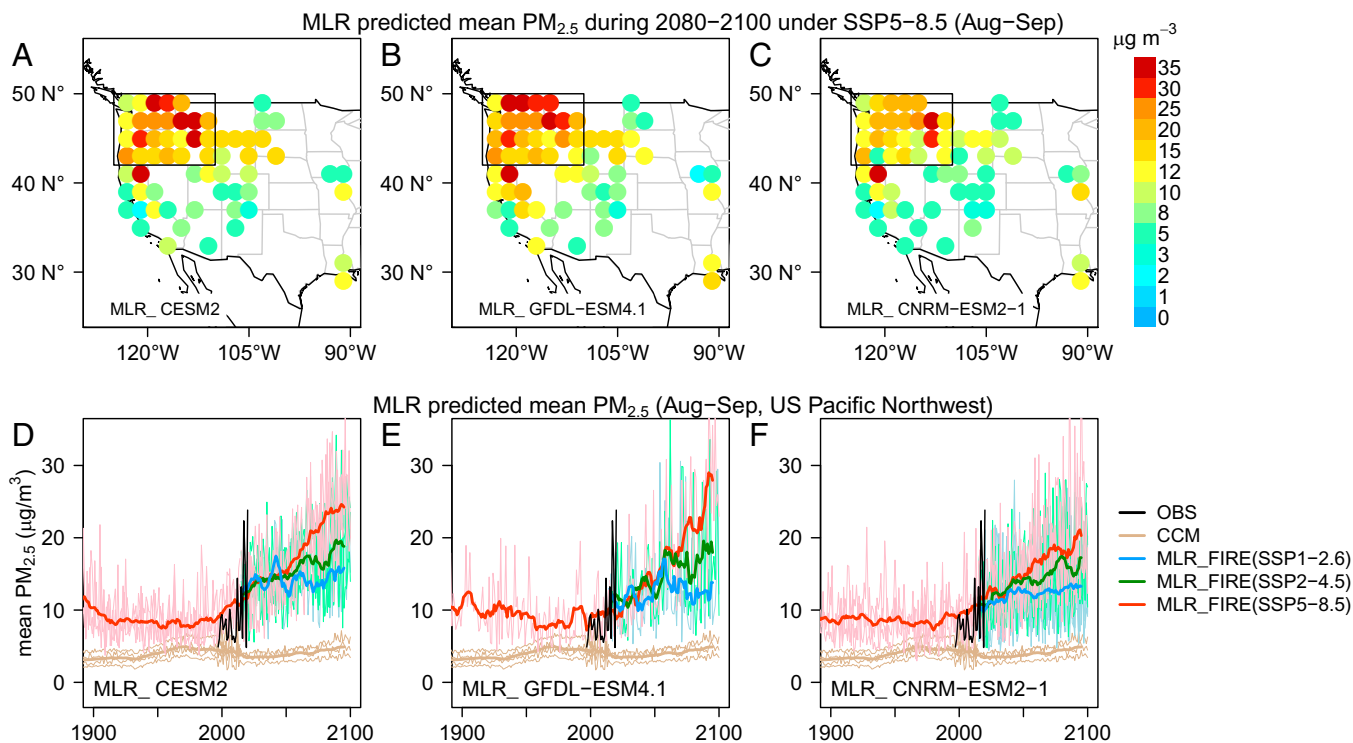 MLR predicted mean PM2.5 during 2080−2100 under SSP5−8.5 (Aug−Sep)
A
B
C
µg m−3
50 N°
40 N°
30 N°
MLR_ CESM2
120°W
105°W
90°W
50 N°
40 N°
30 N°
MLR_ GFDL−ESM4.1
120°W
105°W
90°W
50 N°
40 N°
30 N°
MLR_ CNRM−ESM2−1
120°W
105°W
90°W
35
30
25
20
15
12
10
8
5
3
2
1
0
MLR predicted mean PM2.5 (Aug−Sep, US Pacific Northwest)
D
E
F
mean PM2.5 (µg/m3)
30
20
10
0
MLR_ CESM2
1900
2000
2100
30
20
10
0
MLR_ GFDL−ESM4.1
1900
2000
2100
30
20
10
0
MLR_ CNRM−ESM2−1
1900
2000
2100
OBS
CCM
MLR_FIRE(SSP1−2.6)
MLR_FIRE(SSP2−4.5)
MLR_FIRE(SSP5−8.5)